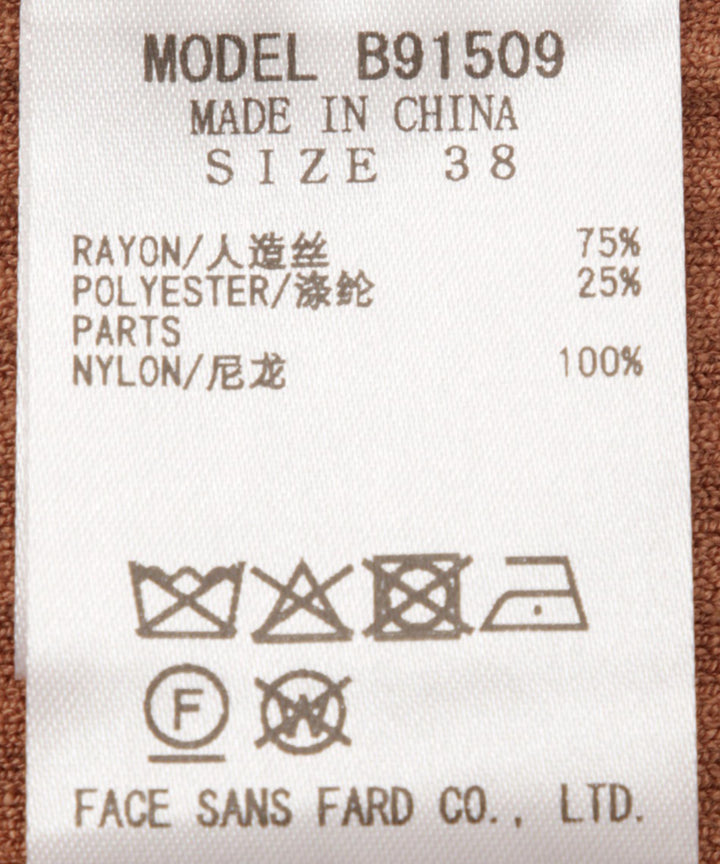 MODEL B91509
MADE IN CHINA
SIZE 38
RAYON/人造丝 75%
POLYESTER/涤纶 25%
PARTS
NYLON/尼龙 100%
F W
FACE SANS FARD CO., LTD.